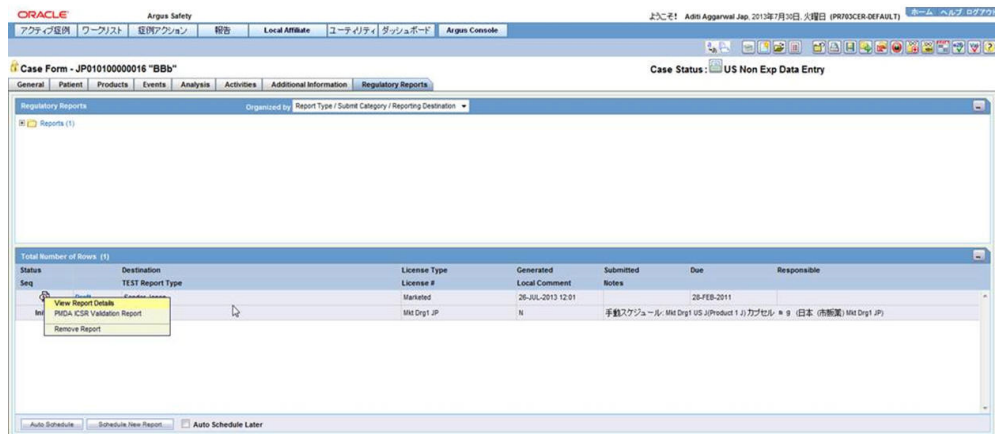 ORACLE Argus Safety ようこそ! Aditi Aggarwal Jap, 2013年7月30日, 火曜日 (PR703CER-DEFAULT) ホーム ヘルプ ログアウト
アクティブ症例 ワークリスト 症例アクション 報告 Local Affiliate ユーティリティ ダッシュボード Argus Console
Case Form - JP010100000016 "BBb" Case Status: US Non Exp Data Entry
General Patient Products Events Analysis Activities Additional Information Regulatory Reports
Regulatory Reports Organized by Report Type / Submit Category / Reporting Destination
Reports (1)
Total Number of Rows (1)
Status Destination License Type Generated Submitted Due Responsible
Seq TEST Report Type License # Local Comment Notes
Marketed 26-JUL-2013 12:01 28-FEB-2011
View Report Details
Ini Mkt Drg1 JP N 手動スケジュール: Mkt Drg1 US J(Product 1 J) カプセル m g (日本 (市販薬) Mkt Drg1 JP)
PMDA ICSR Validation Report
Remove Report
Auto Schedule Schedule New Report Auto Schedule Later